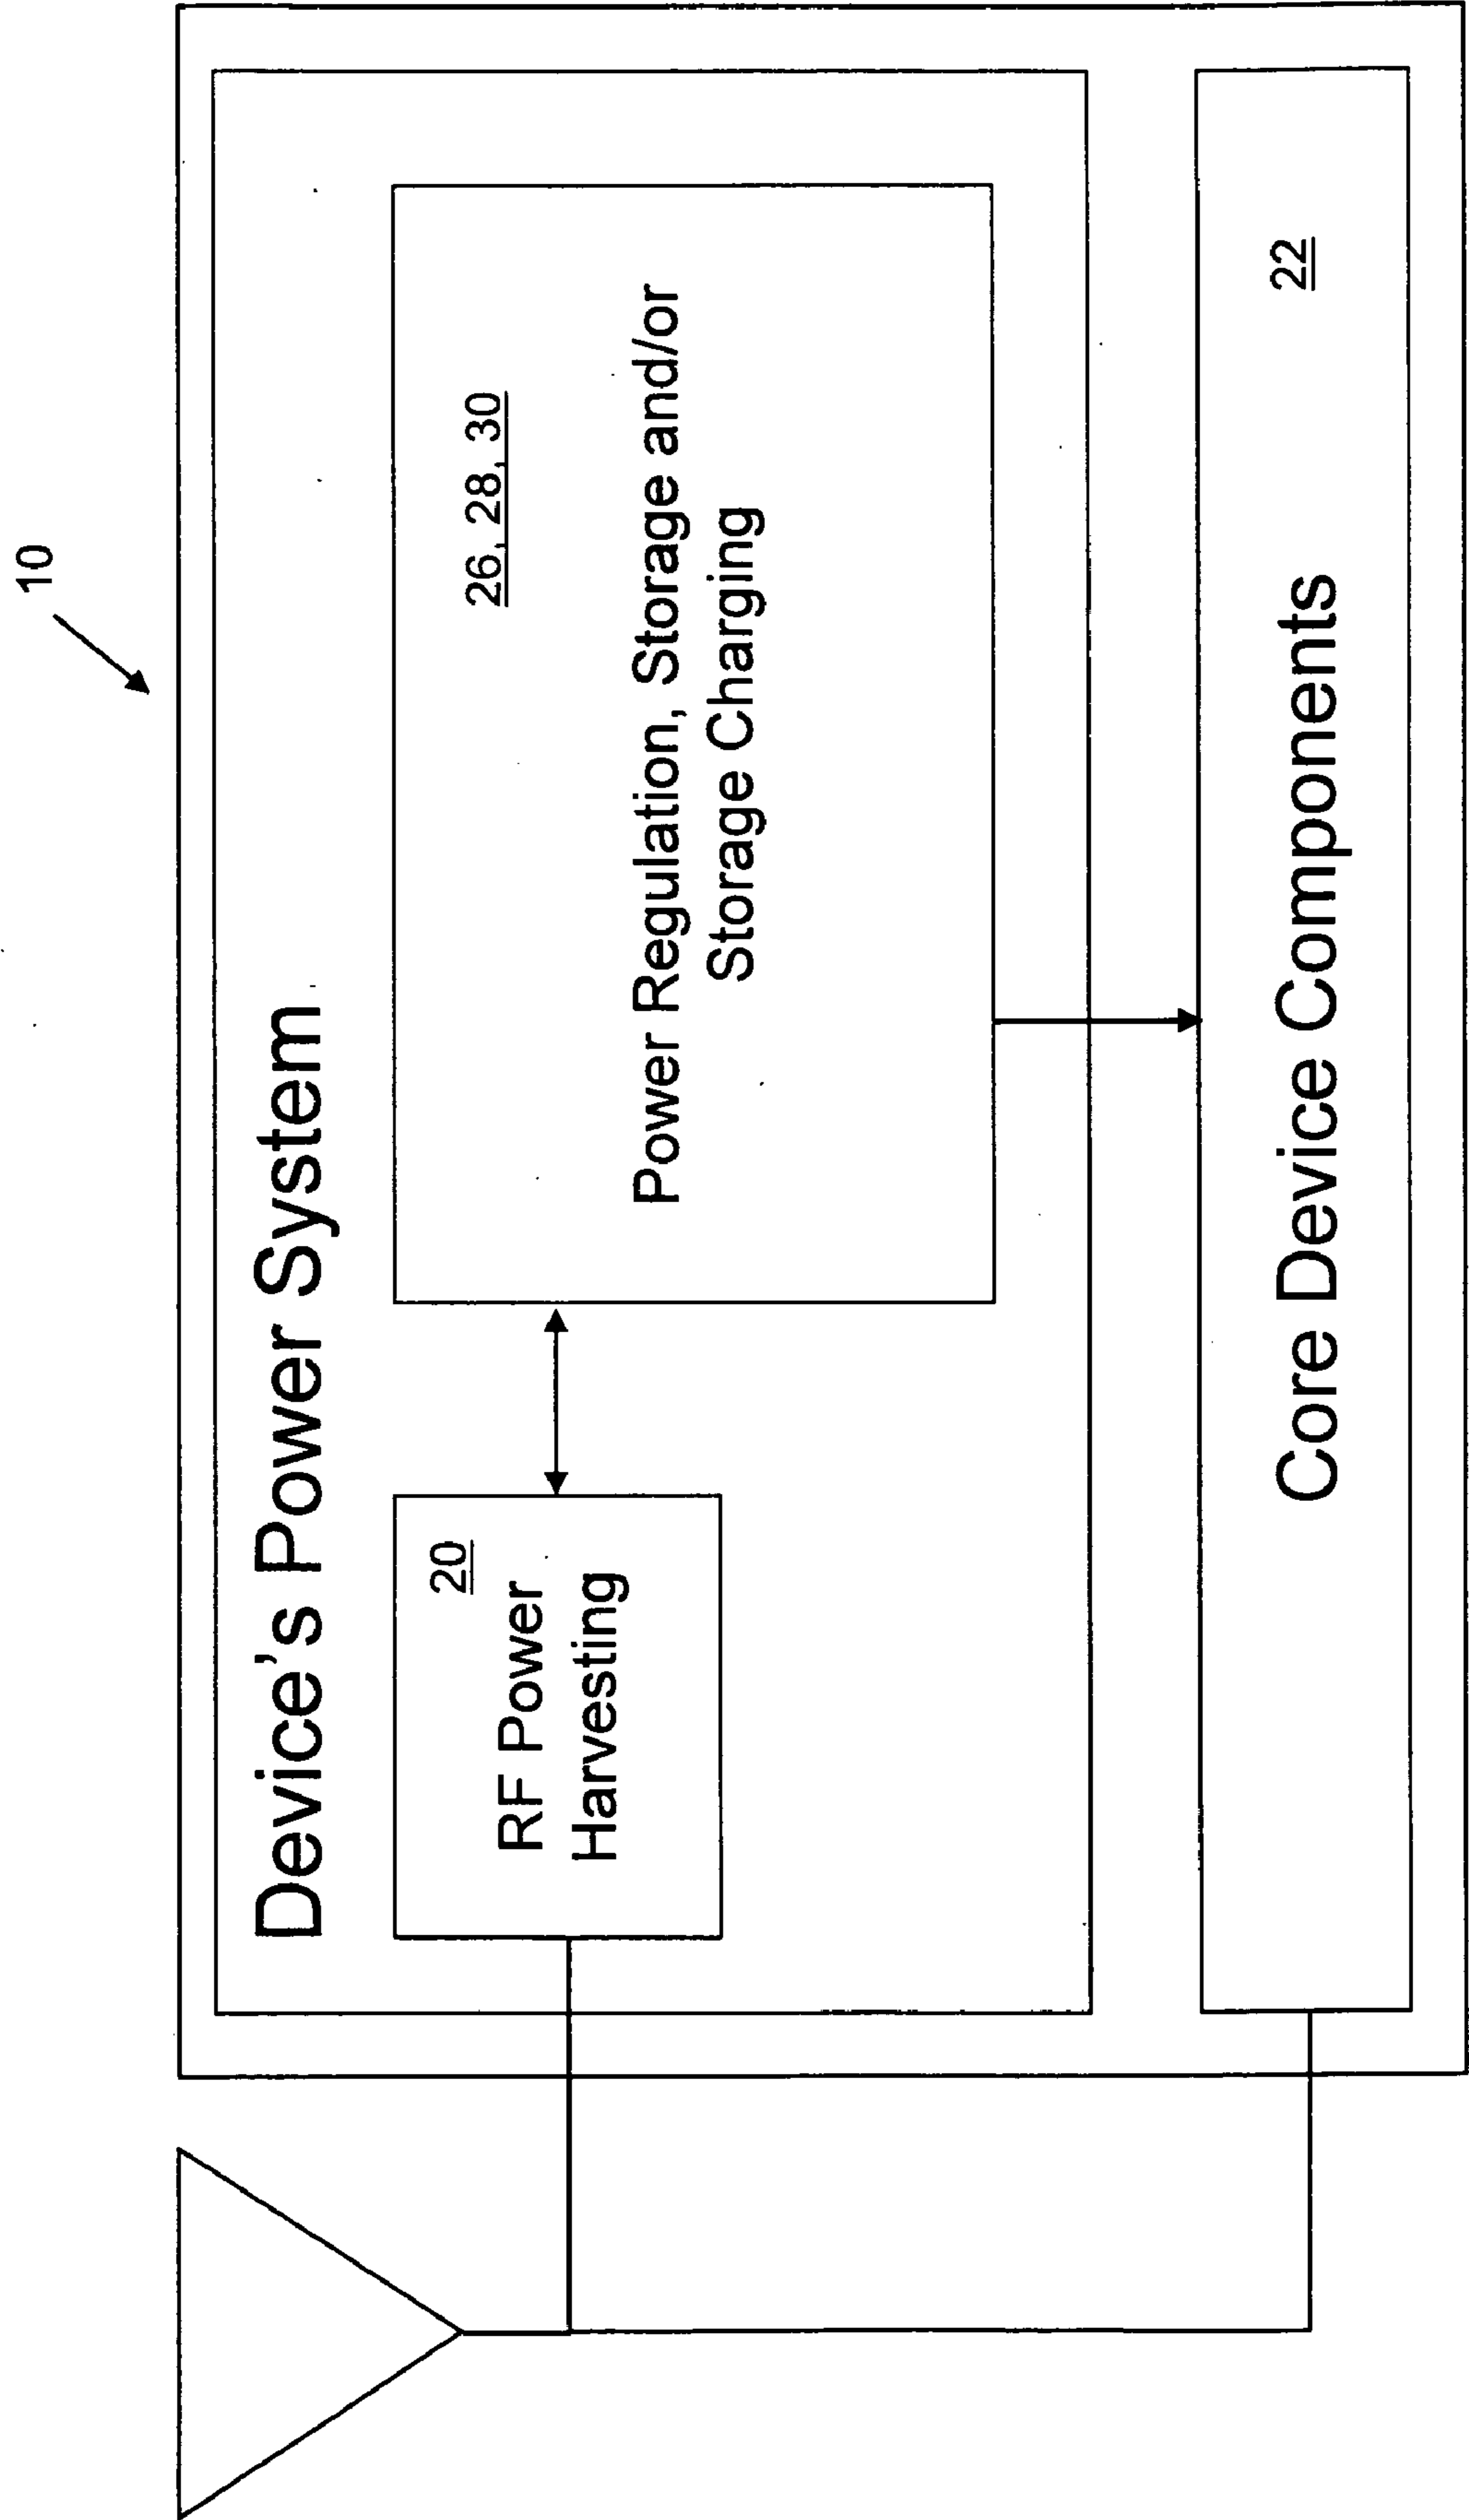 10
Device's Power System
20
RF Power
Harvesting
26, 28, 30
Power Regulation, Storage and/or
Storage Charging
22
Core Device Components